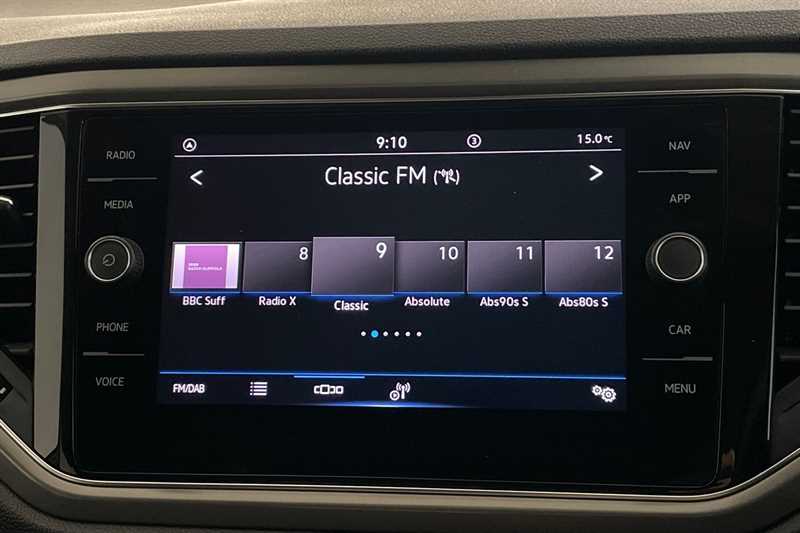 RADIO
MEDIA
PHONE
VOICE
9:10
3
15.0°C
Classic FM
8
9
10
11
12
BBC Suff
Radio X
Classic
Absolute
Abs90s S
Abs80s S
FM/DAB
NAV
APP
CAR
MENU